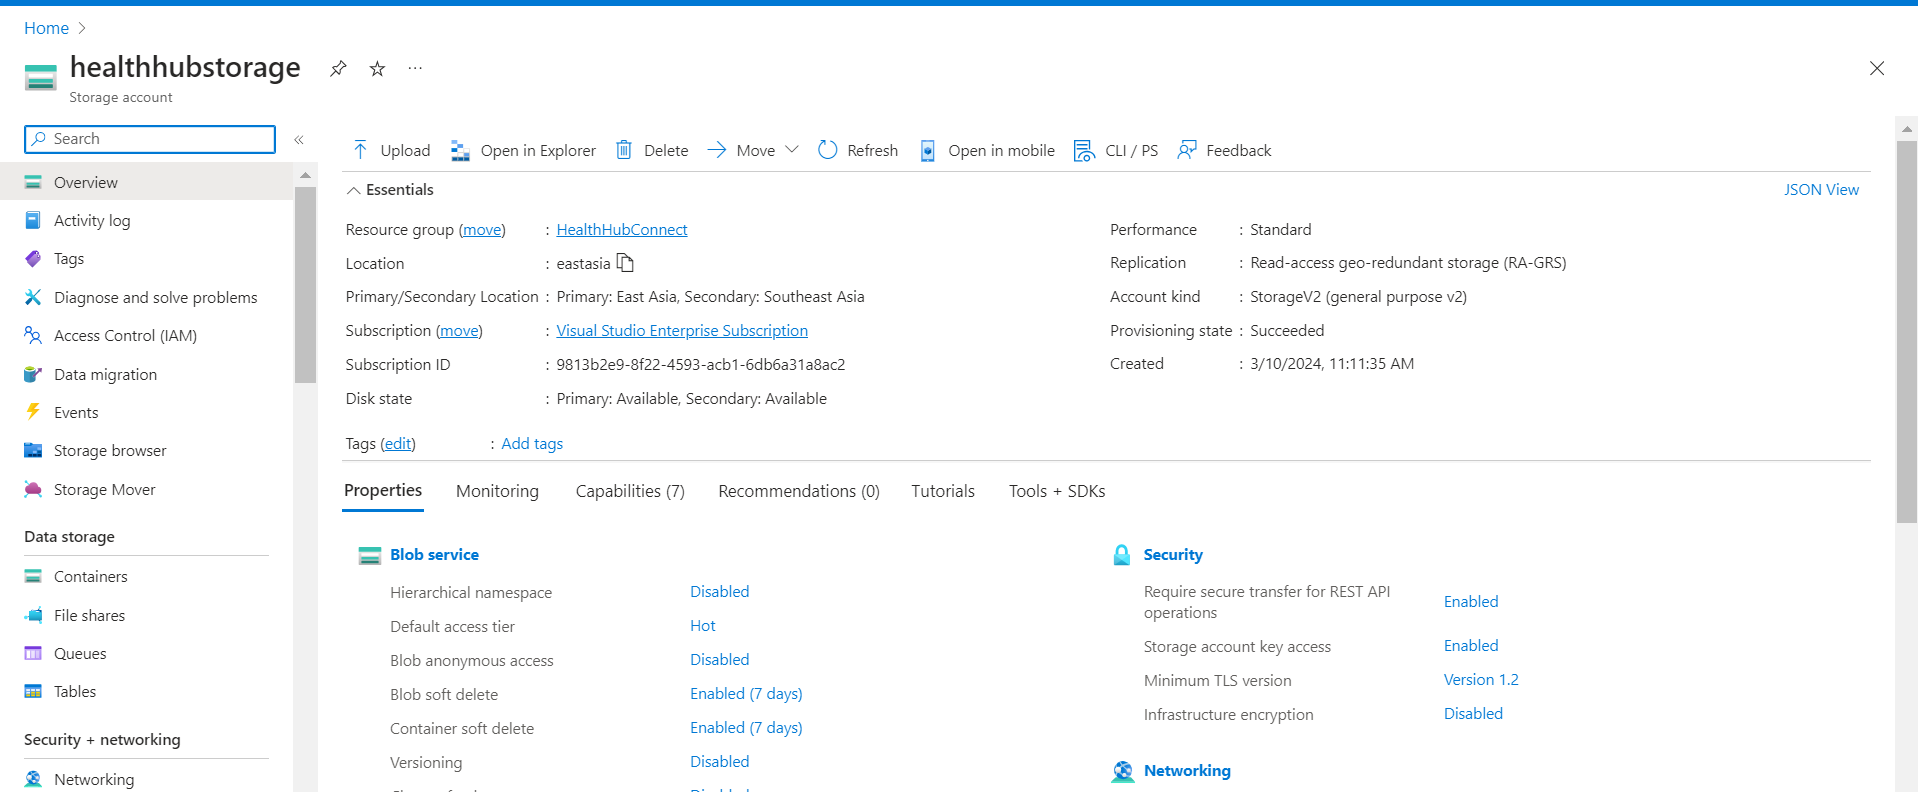 Home
healthhubstorage
Storage account
Search
Overview
Activity log
Tags
Diagnose and solve problems
Access Control (IAM)
Data migration
Events
Storage browser
Storage Mover
Data storage
Containers
File shares
Queues
Tables
Security + networking
Networking
Upload Open in Explorer Delete Move Refresh Open in mobile CLI / PS Feedback
Essentials JSON View
Resource group (move) : HealthHubConnect
Location : eastasia
Primary/Secondary Location : Primary: East Asia, Secondary: Southeast Asia
Subscription (move) : Visual Studio Enterprise Subscription
Subscription ID : 9813b2e9-8f22-4593-acb1-6db6a31a8ac2
Disk state : Primary: Available, Secondary: Available
Performance : Standard
Replication : Read-access geo-redundant storage (RA-GRS)
Account kind : StorageV2 (general purpose v2)
Provisioning state : Succeeded
Created : 3/10/2024, 11:11:35 AM
Tags (edit) : Add tags
Properties Monitoring Capabilities (7) Recommendations (0) Tutorials Tools + SDKs
Blob service
Hierarchical namespace Disabled
Default access tier Hot
Blob anonymous access Disabled
Blob soft delete Enabled (7 days)
Container soft delete Enabled (7 days)
Versioning Disabled
Security
Require secure transfer for REST API
operations Enabled
Storage account key access Enabled
Minimum TLS version Version 1.2
Infrastructure encryption Disabled
Networking